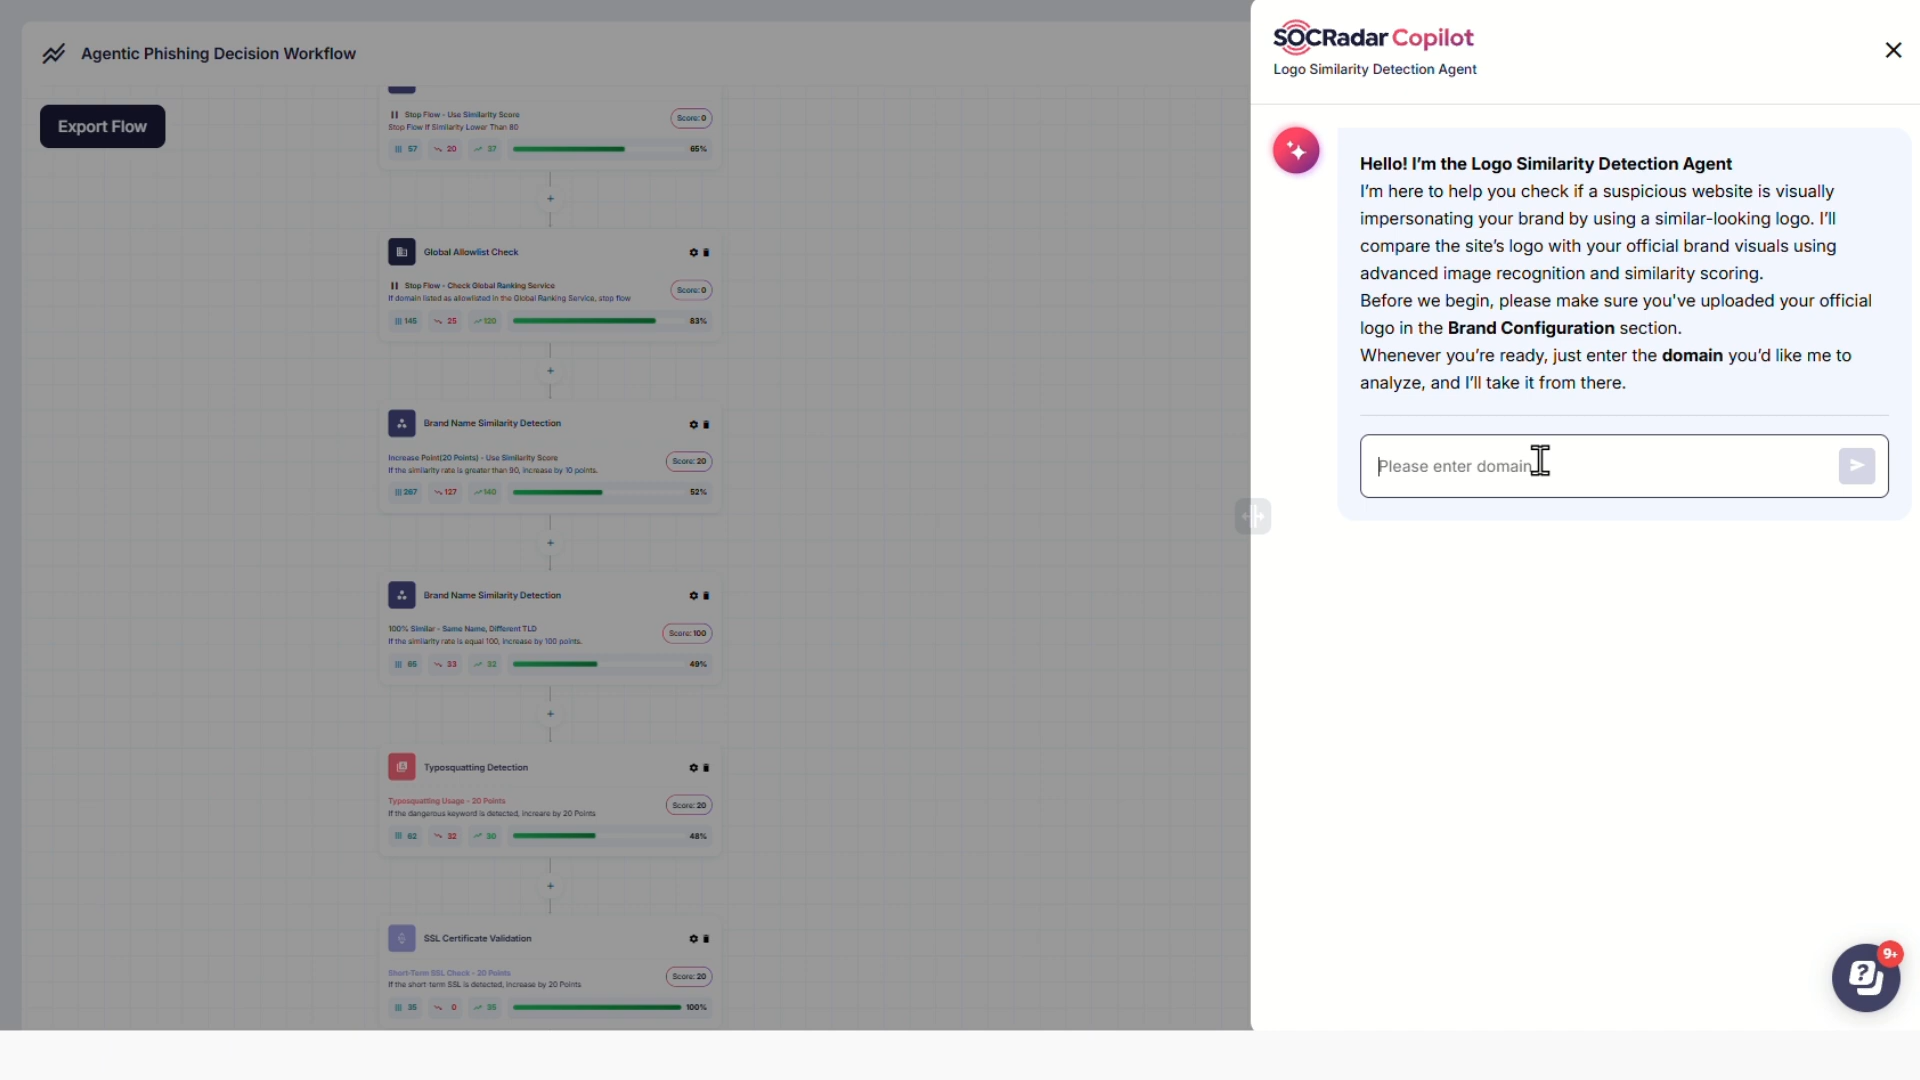 Agentic Phishing Decision Workflow
Export Flow
Stop Flow - Use Similarity Score
Stop Flow If Similarity Lower Than 80
Score: 0
57 20 37 65%
Global Allowlist Check
Stop Flow - Check Global Ranking Service
If domain listed as allowlisted in the Global Ranking Service, stop flow
Score: 0
145 25 120 83%
Brand Name Similarity Detection
Increase Point(20 Points) - Use Similarity Score
If the similarity rate is greater than 90, increase by 10 points.
Score: 20
267 127 140 52%
Brand Name Similarity Detection
100% Similar - Same Name, Different TLD
If the similarity rate is equal 100, increase by 100 points.
Score: 100
65 33 32 49%
Typosquatting Detection
Typosquatting Usage - 20 Points
If the dangerous keyword is detected, increare by 20 Points
Score: 20
62 32 30 48%
SSL Certificate Validation
Short-Term SSL Check - 20 Points
If the short-term SSL is detected, increase by 20 Points
Score: 20
35 0 35 100%
SOCRadar Copilot
Logo Similarity Detection Agent
Hello! I'm the Logo Similarity Detection Agent
I'm here to help you check if a suspicious website is visually
impersonating your brand by using a similar-looking logo. I'll
compare the site's logo with your official brand visuals using
advanced image recognition and similarity scoring.
Before we begin, please make sure you've uploaded your official
logo in the Brand Configuration section.
Whenever you're ready, just enter the domain you'd like me to
analyze, and I'll take it from there.
Please enter domain
9+